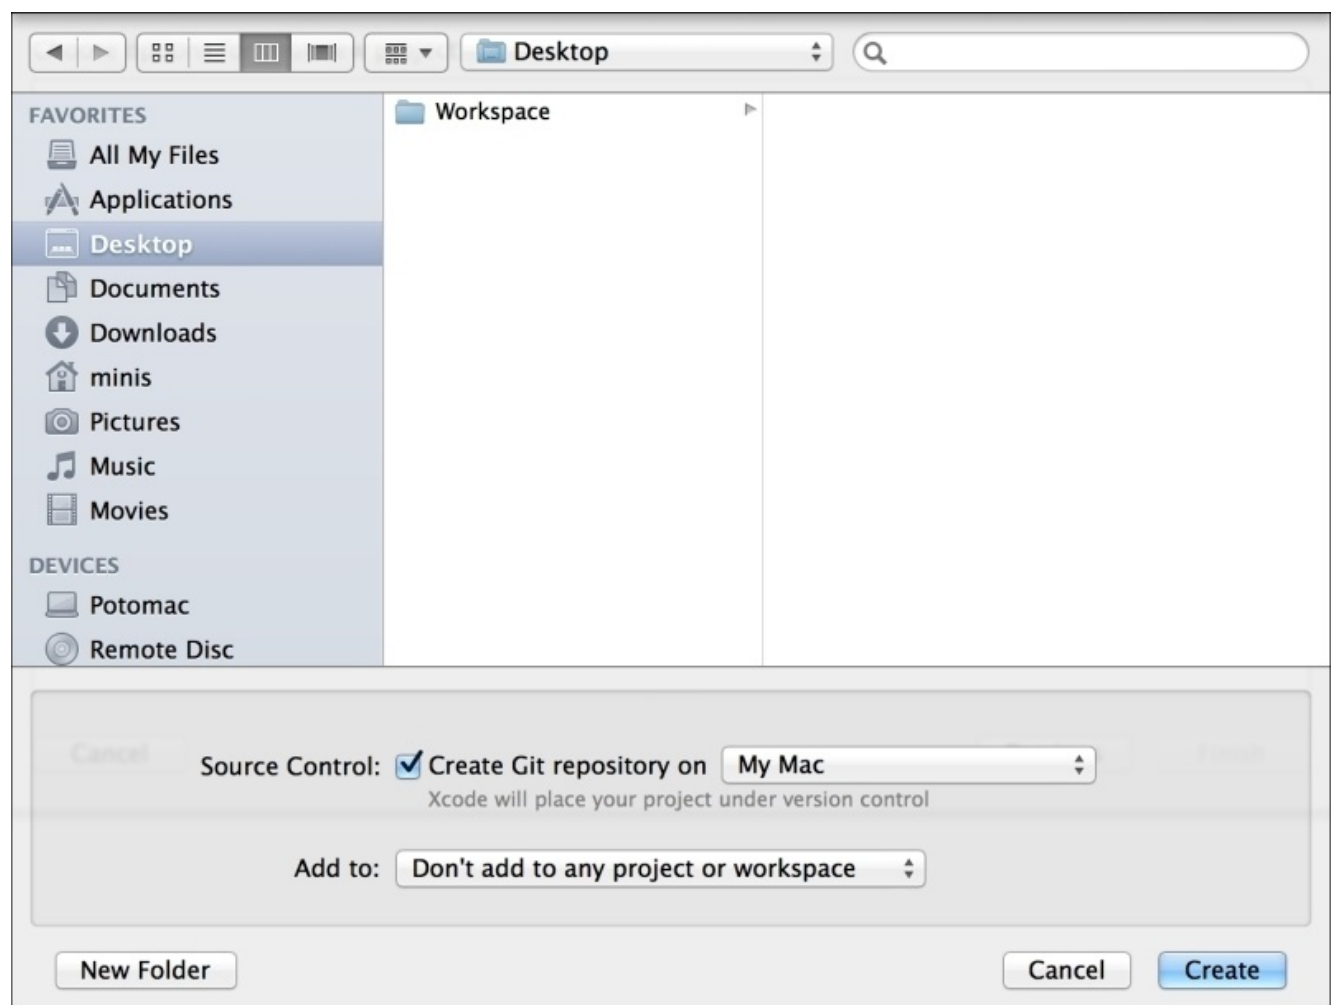 Desktop
FAVORITES
All My Files
Applications
Desktop
Documents
Downloads
minis
Pictures
Music
Movies
DEVICES
Potomac
Remote Disc
Workspace
Cancel
Finish
Source Control: Create Git repository on My Mac
Xcode will place your project under version control
Add to: Don't add to any project or workspace
New Folder Cancel Create